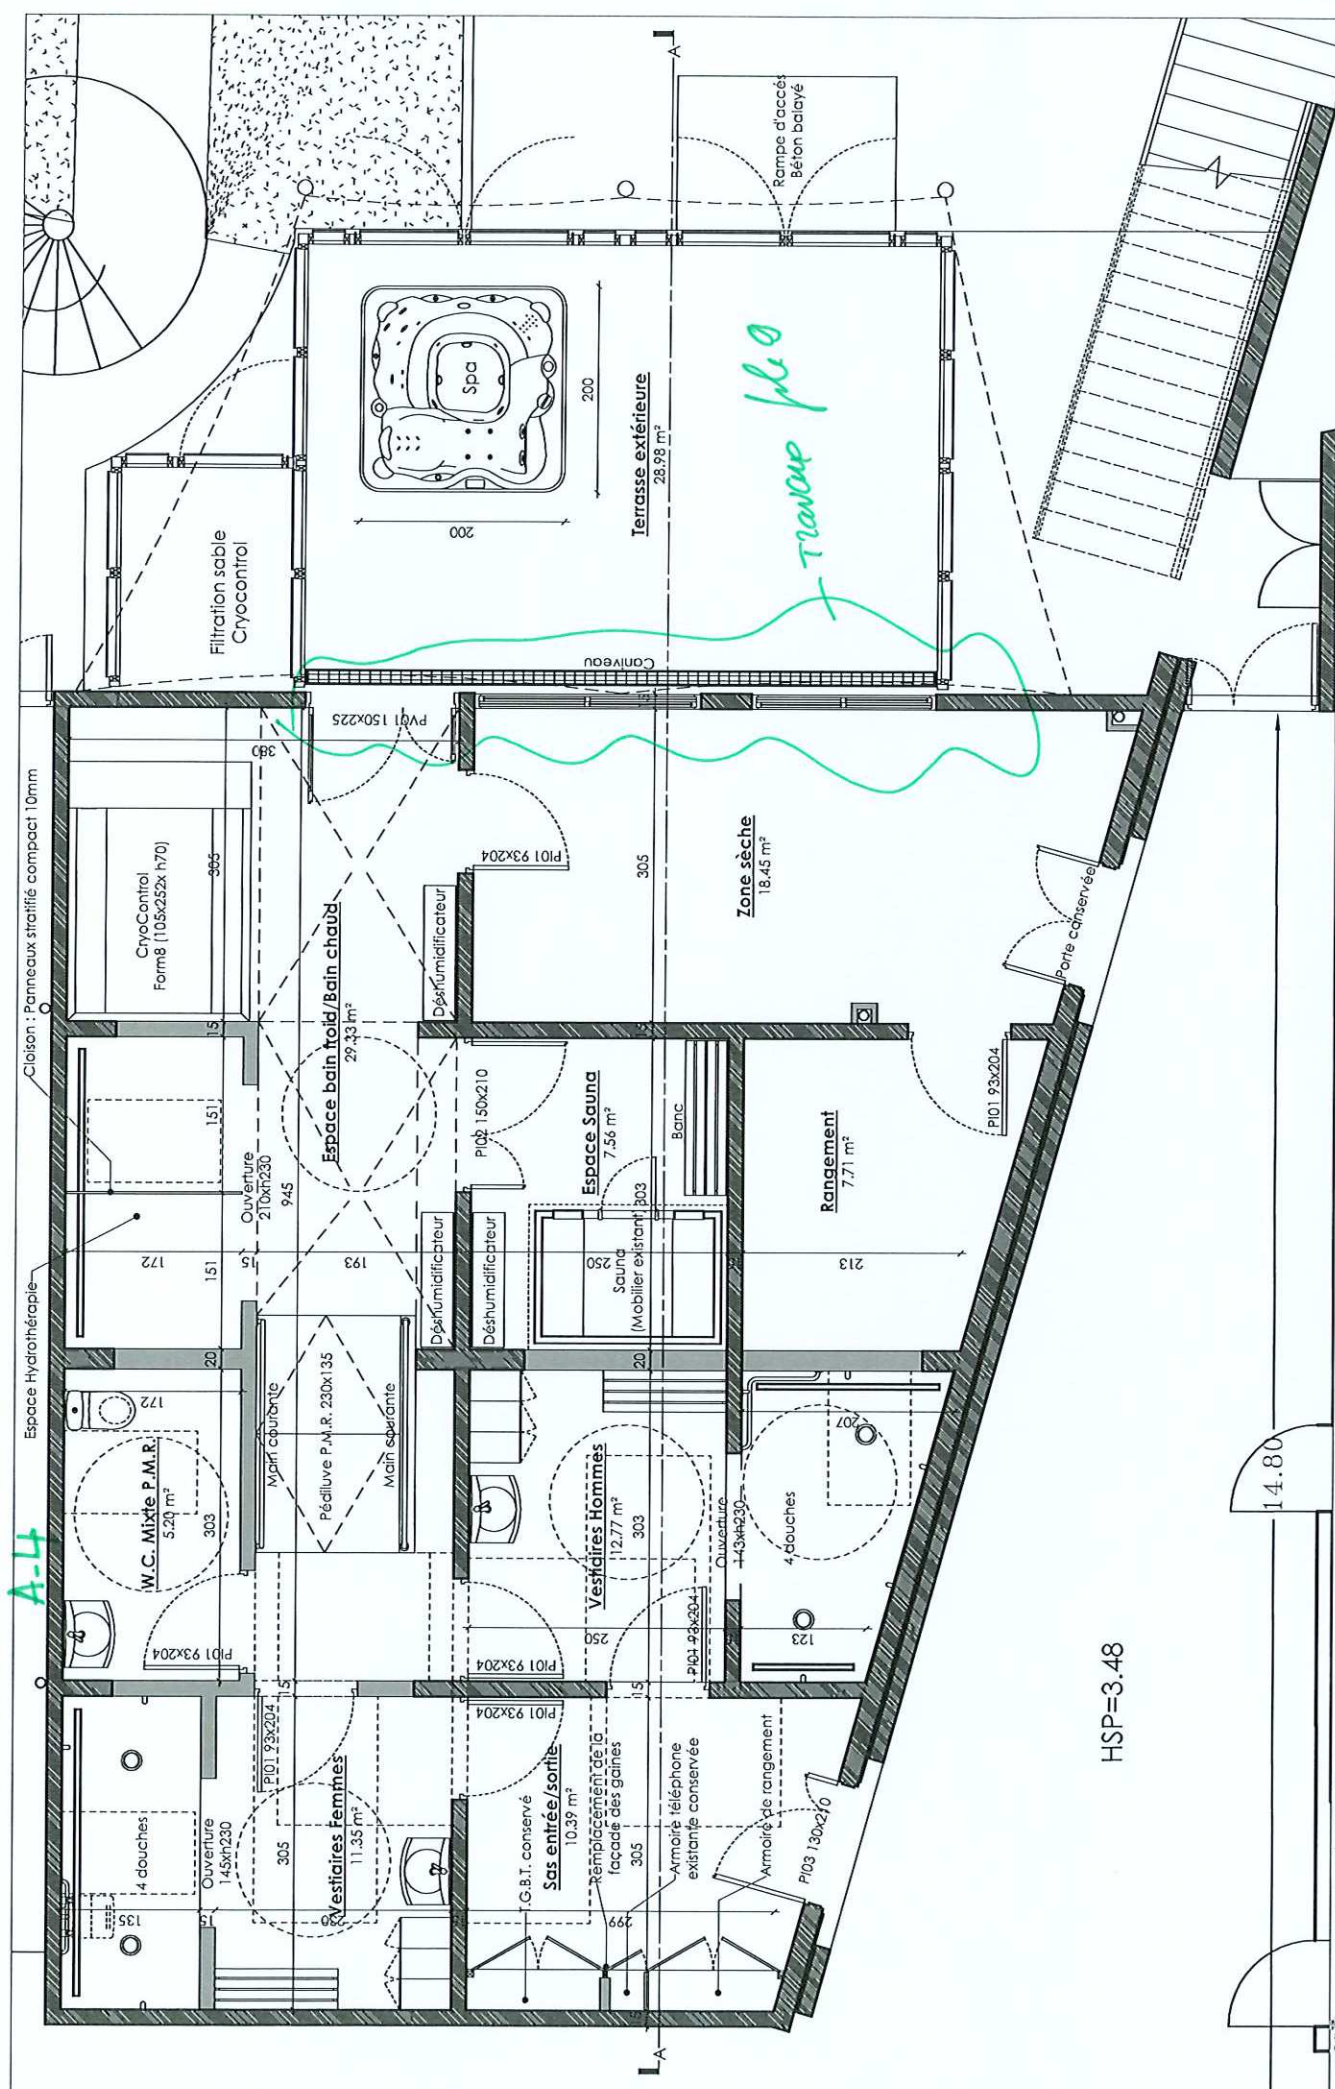 A-4
Espace Hydrothérapie
Cloison : Panneaux stratifié compact 10mm
4 douches
135
15
Ouverture
145xh230
305
230
Vestiaires Femmes
11.35 m²
PI01 93x204
W.C. Mixte P.M.R.
5.20 m²
303
172
PI01 93x204
Main courante
Pédiluve P.M.R. 230x135
Main courante
20
172
151
15
151
Ouverture
210xh230
945
193
Espace bain froid/Bain chaud
29.33 m²
Déshumidificateur
Déshumidificateur
15
CryoControl
Form8 (105x252x h70)
305
380
PV01 150x225
Filtration sable
Cryocontrol
Caniveau
Spa
200
200
Terrasse extérieure
28.98 m²
+ Travaux
Rampe d'accés
Béton balayé
A
Sas entrée/sortie
10.39 m²
PI01 93x204
T.G.B.T. conservé
Remplacement de la
façade des gaines
305
299
Armoire téléphone
existante conservée
Armoire de rangement
PI03 130x210
15
15
PI01 93x204
Vestiaires Hommes
12.77 m²
303
250
PI01 93x204
Ouverture
143xh230
4 douches
123
207
20
Déshumidificateur
Sauna
(Mobilier existant)
250
303
Espace Sauna
7.56 m²
PI02 150x210
Banc
Rangement
7.71 m²
213
PI01 93x204
PI01 93x204
305
Zone sèche
18.45 m²
Porte conservée
HSP=3.48
14.80
A